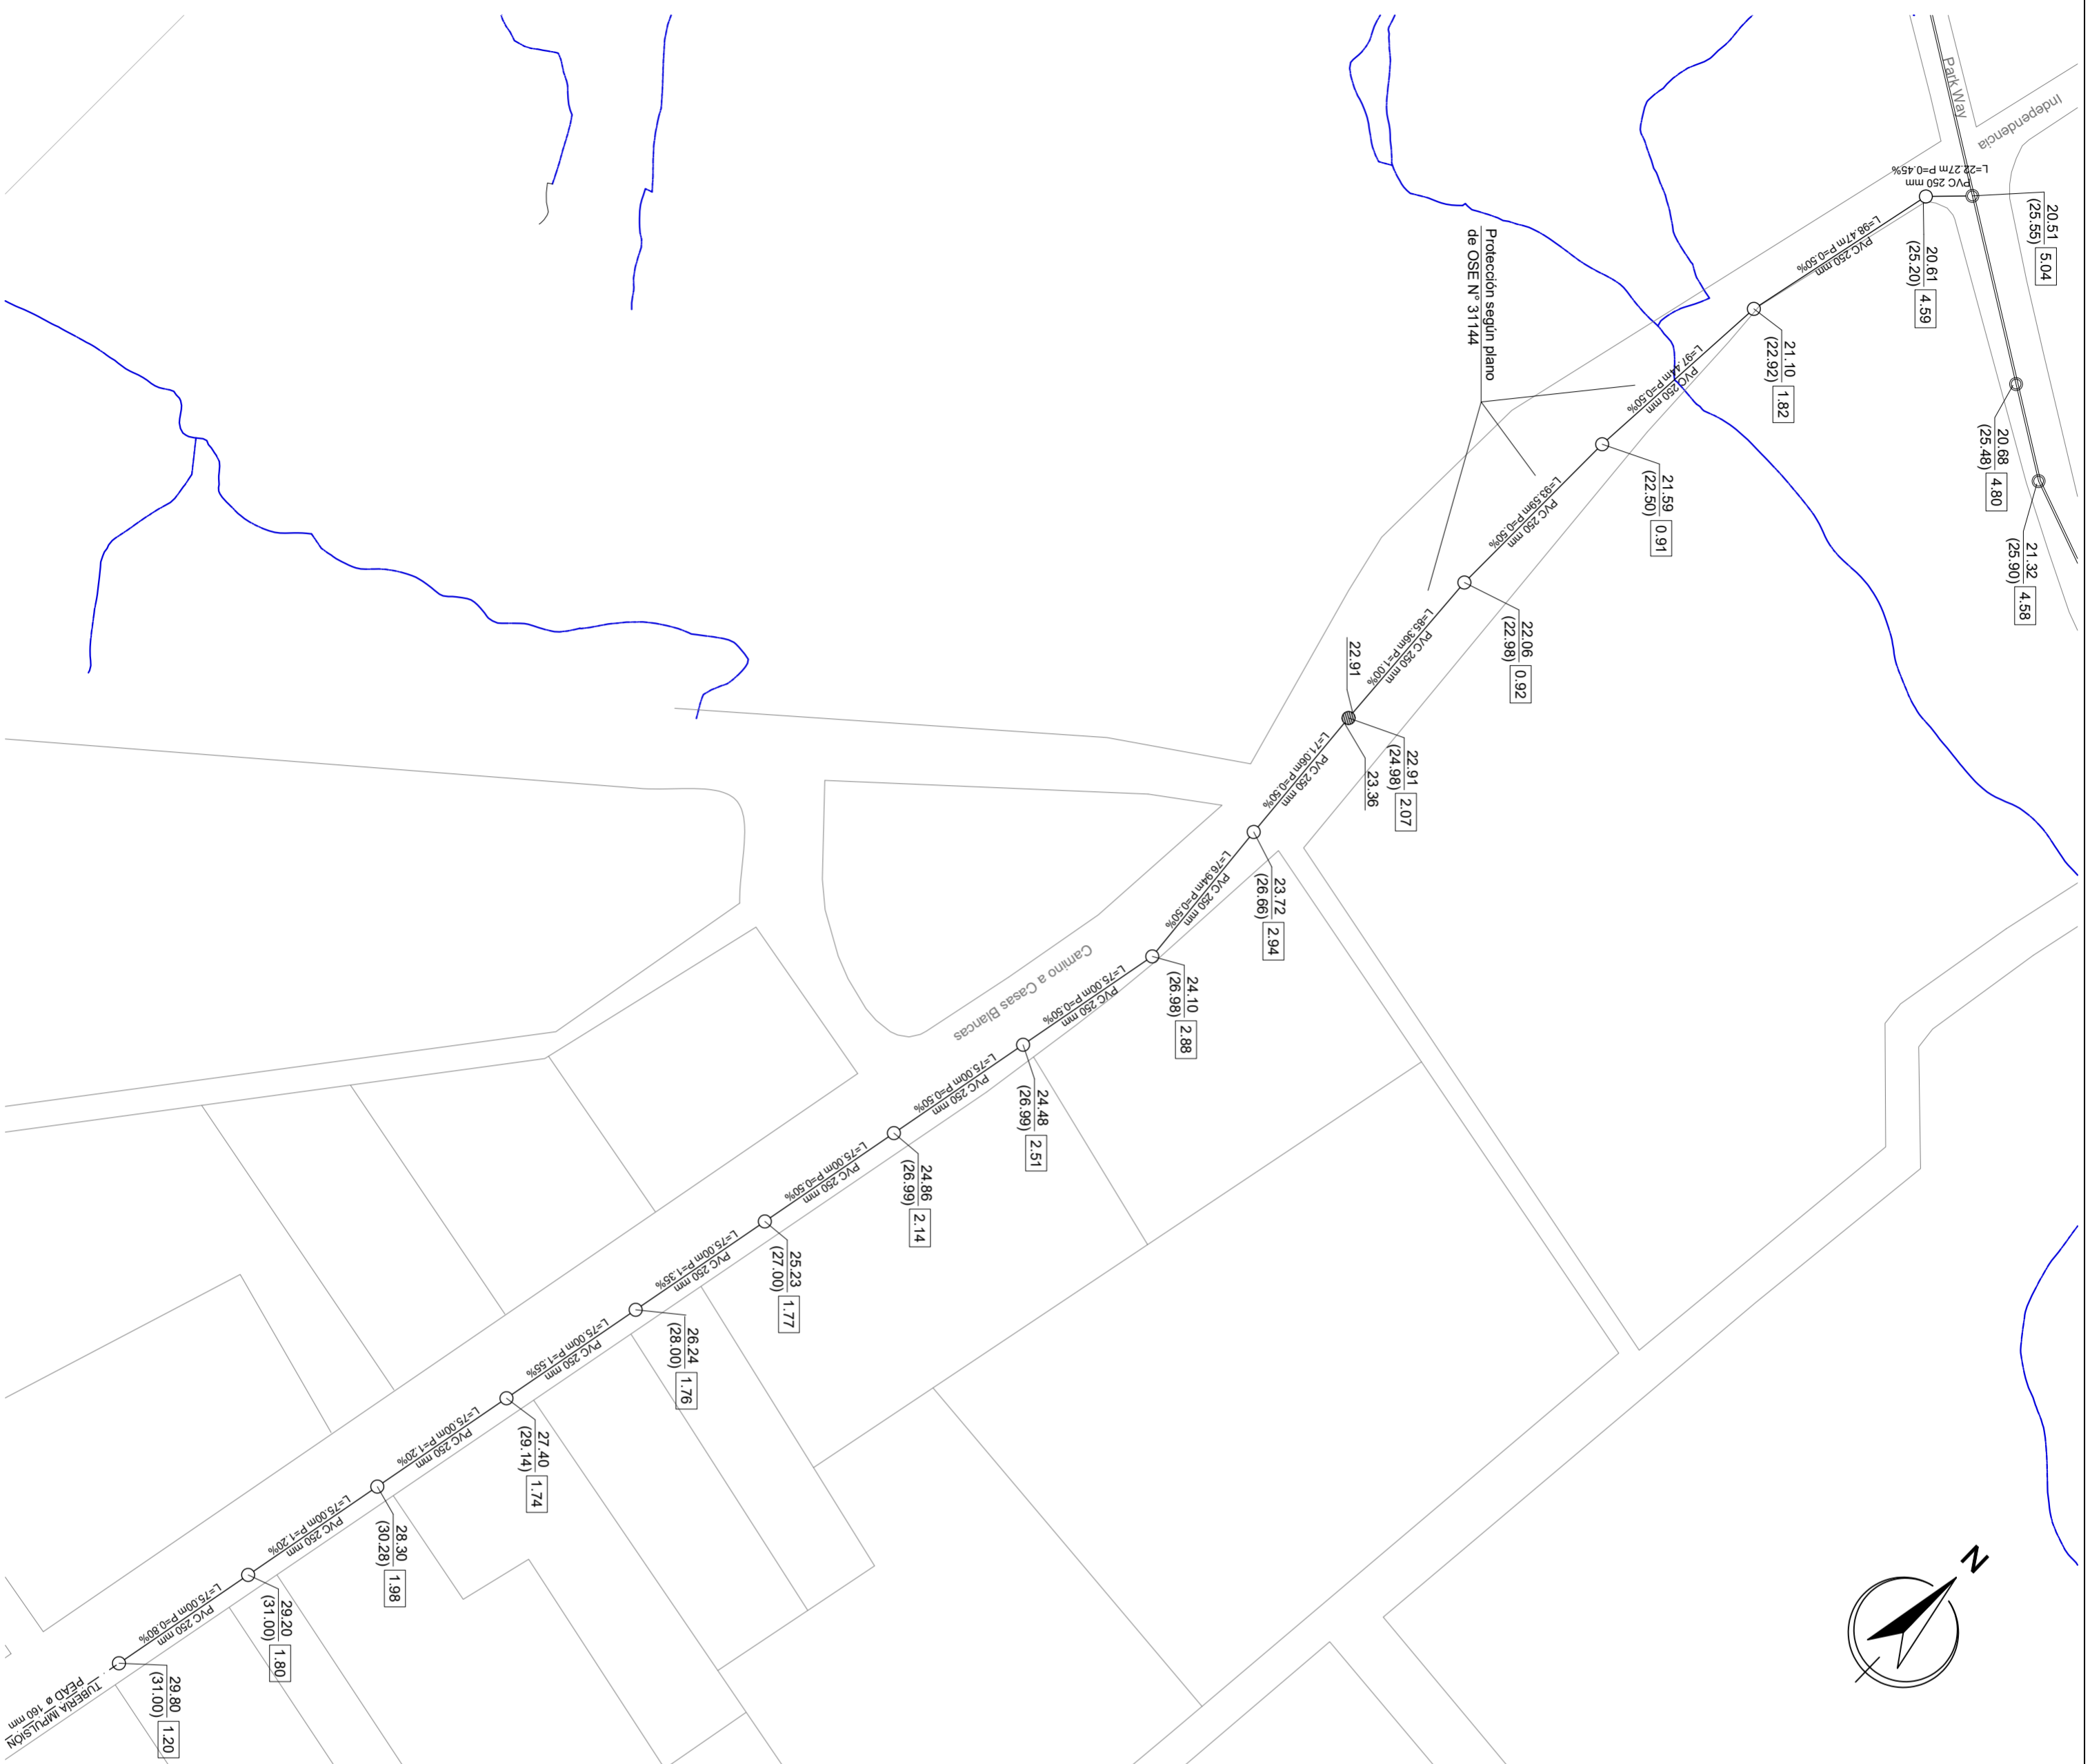 Park Way
Independencia
L=22.27m P=0.45%
PVC 250 mm
20.51
(25.55)
5.04
20.61
(25.20)
4.59
L=98.47m P=0.50%
PVC 250 mm
21.10
(22.92)
1.82
20.68
(25.48)
4.80
21.32
(25.90)
4.58
Protección según plano
de OSE N° 31144
L=97.44m P=0.50%
PVC 250 mm
21.59
(22.50)
0.91
L=93.59m P=0.50%
PVC 250 mm
22.06
(22.98)
0.92
L=85.36m P=1.00%
PVC 250 mm
22.91
22.91
(24.98)
2.07
23.36
L=71.06m P=0.50%
PVC 250 mm
23.72
(26.66)
2.94
L=76.94m P=0.50%
PVC 250 mm
24.10
(26.98)
2.88
Camino a Casas Blancas
L=75.00m P=0.50%
PVC 250 mm
24.48
(26.99)
2.51
L=75.00m P=0.50%
PVC 250 mm
24.86
(26.99)
2.14
L=75.00m P=0.50%
PVC 250 mm
25.23
(27.00)
1.77
L=75.00m P=1.35%
PVC 250 mm
26.24
(28.00)
1.76
L=75.00m P=1.55%
PVC 250 mm
27.40
(29.14)
1.74
L=75.00m P=1.20%
PVC 250 mm
28.30
(30.28)
1.98
L=75.00m P=1.20%
PVC 250 mm
29.20
(31.00)
1.80
L=75.00m P=0.80%
PVC 250 mm
29.80
(31.00)
1.20
TUBERÍA IMPULSIÓN
PEAD ø 160 mm
N